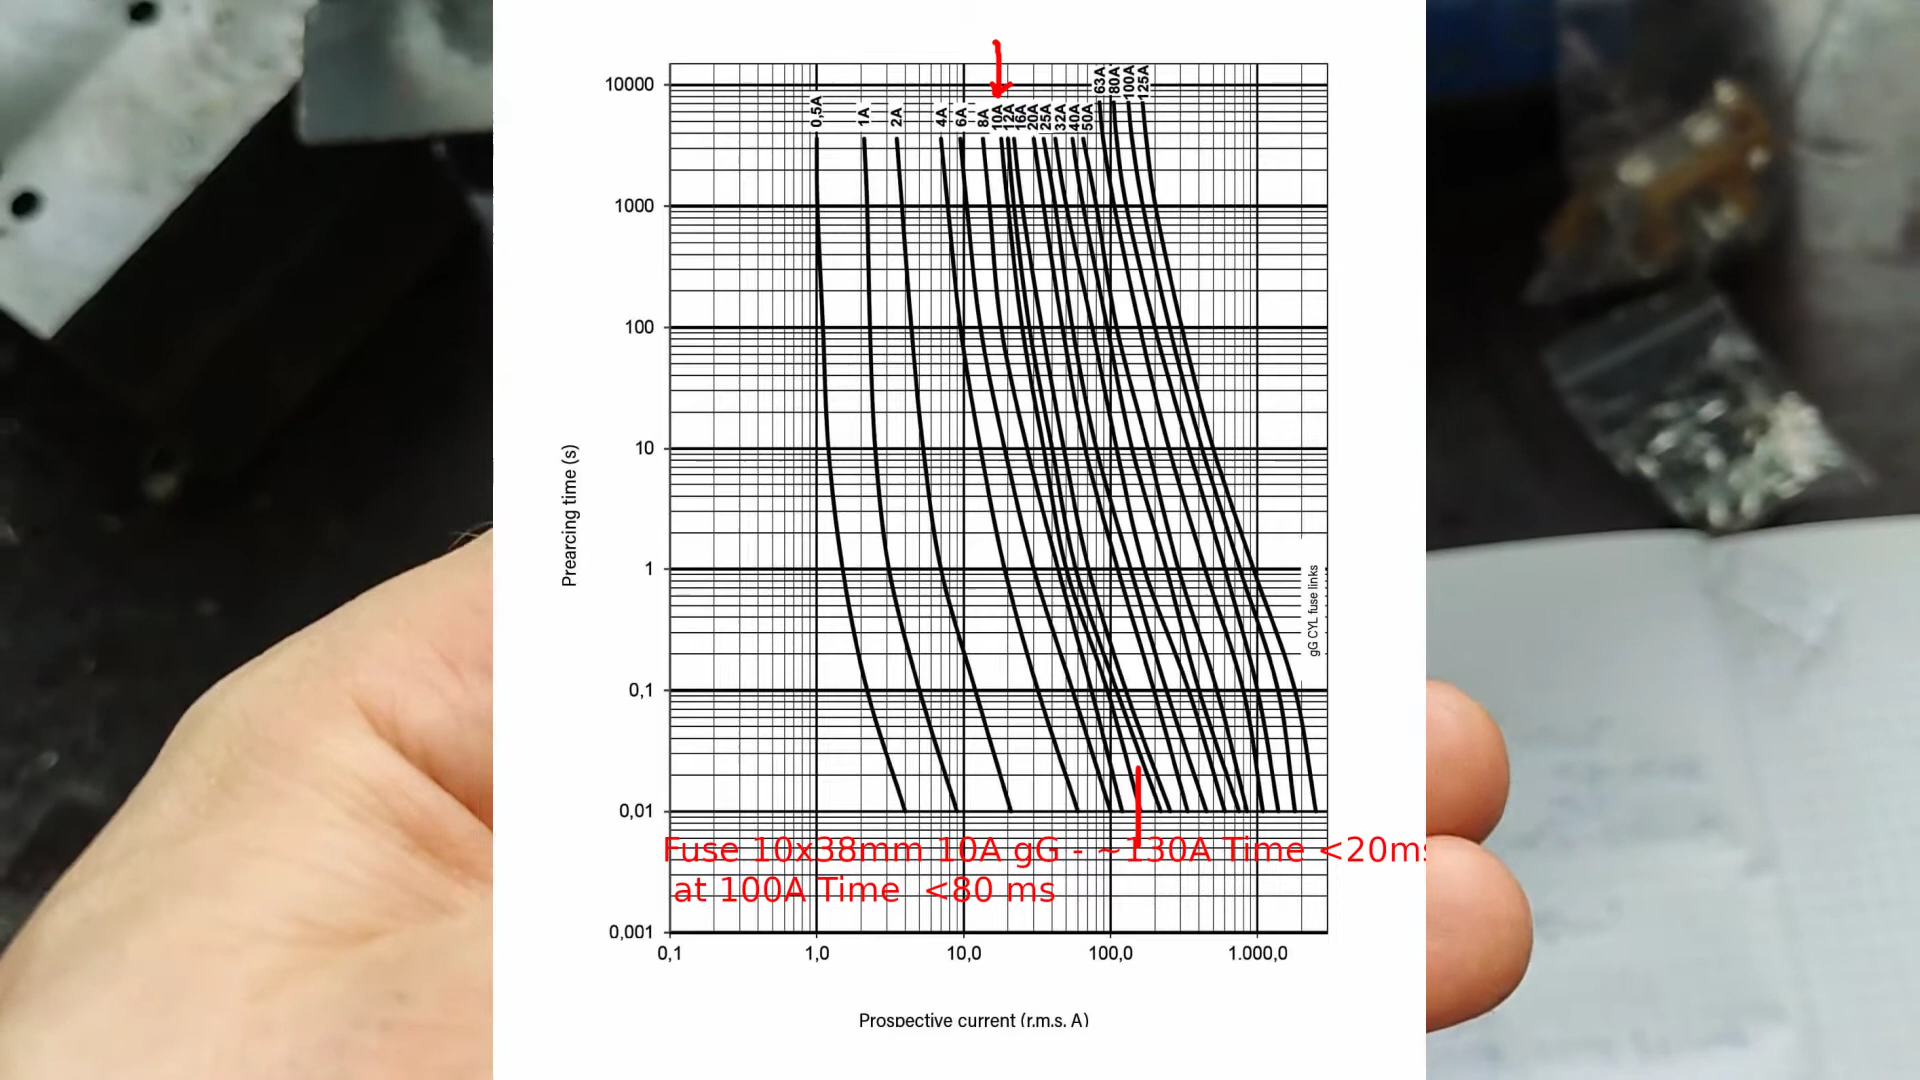 10000
0,5A
1A
2A
4A
6A
8A
10A
12A
16A
20A
25A
32A
40A
50A
63A
80A
100A
125A
1000
100
10
1
0,1
0,01
0,001
Prearcing time (s)
gG CYL fuse links
Fuse 10x38mm 10A gG - ~130A Time <20ms
at 100A Time <80 ms
0,1
1,0
10,0
100,0
1.000,0
Prospective current (r.m.s. A)